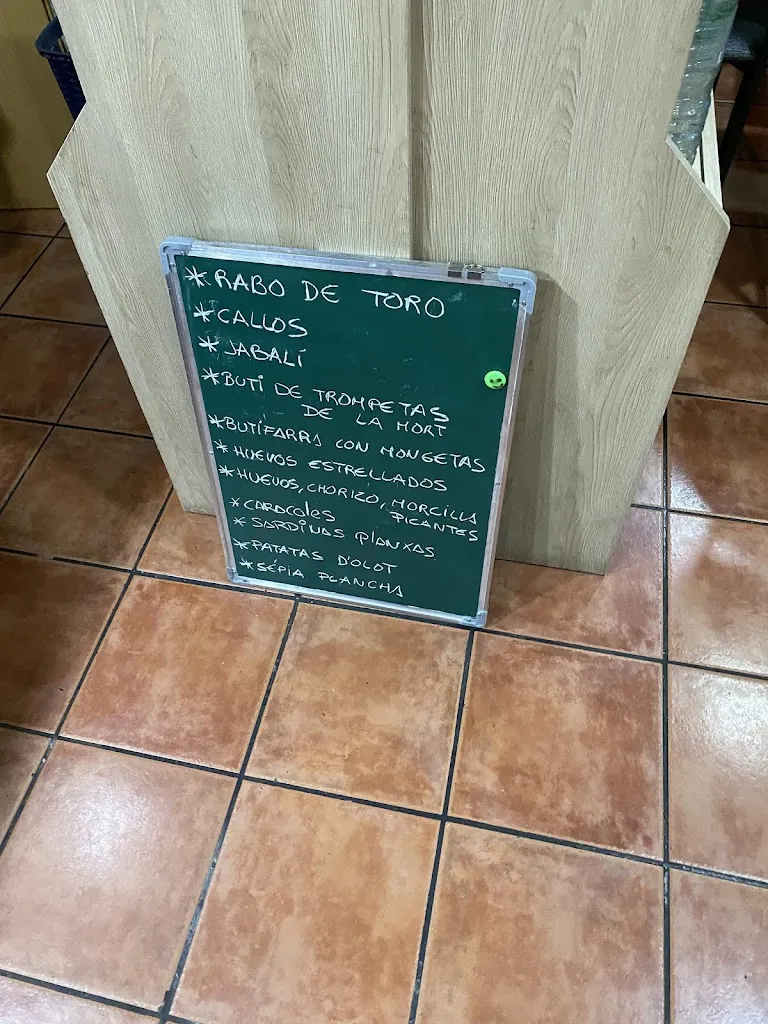 * RABO DE TORO
* CALLOS
* JABALÍ
* BUTI DE TROMPETAS
DE LA MORT
* BUTIFARRA CON MONGETAS
* HUEVOS ESTRELLADOS
* HUEVOS, CHORIZO, MORCILLA
PICANTES
* CARACOLES
* SARDINAS PLANXAS
* PATATAS D'OLOT
* SÉPIA PLANCHA